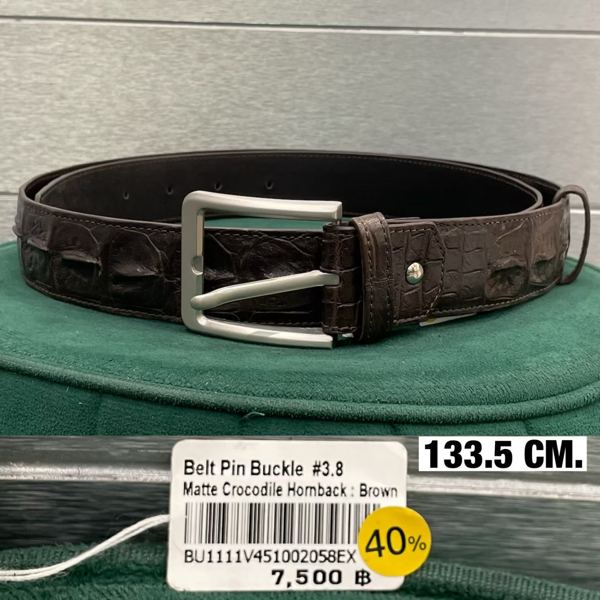 133.5 CM.
Belt Pin Buckle #3.8
Matte Crocodile Hornback : Brown
BU1111V451002058EX
40%
7,500 ฿